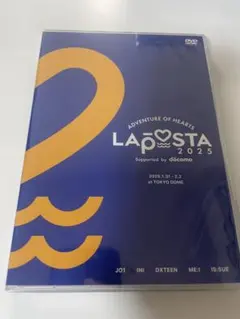 DVD
ADVENTURE OF HEARTS
LAPOSTA
2025
Supported by döcomo
2025.1.31 - 2.2
at TOKYO DOME
JO1 INI DXTEEN ME:I IS:SUE